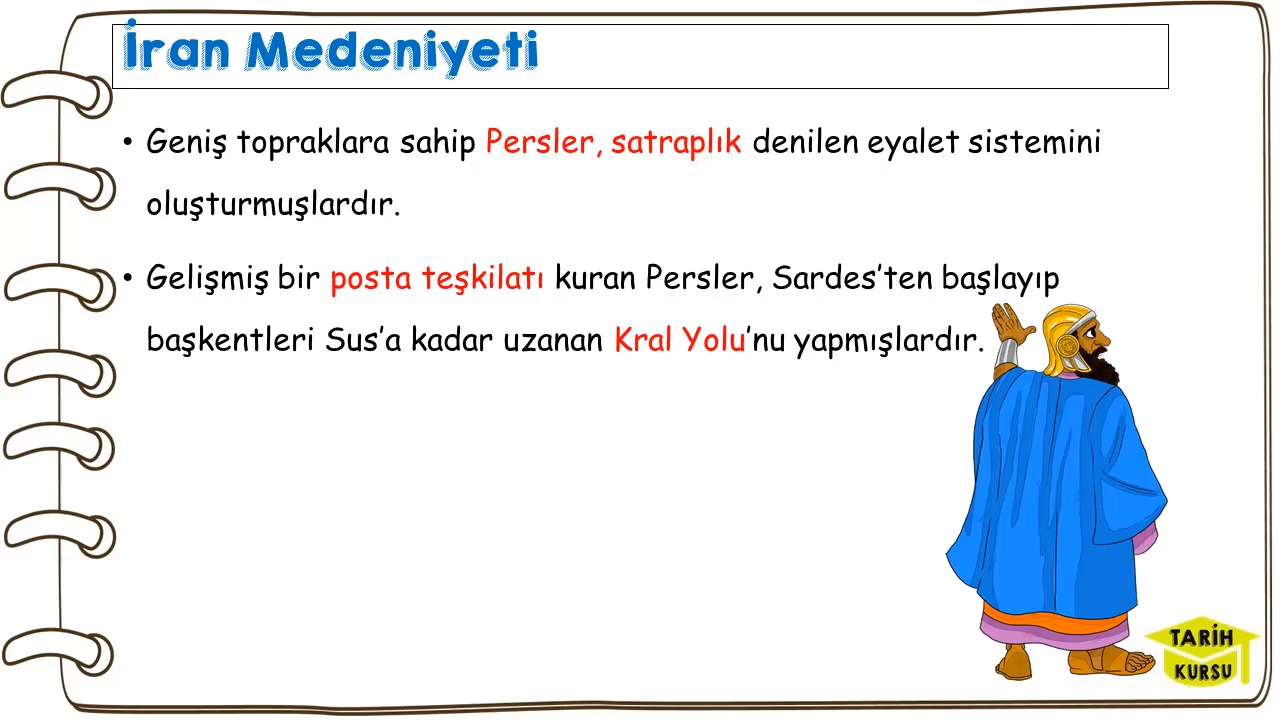 İran Medeniyeti
• Geniş topraklara sahip Persler, satraplık denilen eyalet sistemini
oluşturmuşlardır.
• Gelişmiş bir posta teşkilatı kuran Persler, Sardes’ten başlayıp
başkentleri Sus’a kadar uzanan Kral Yolu’nu yapmışlardır.
TARİH
KURSU